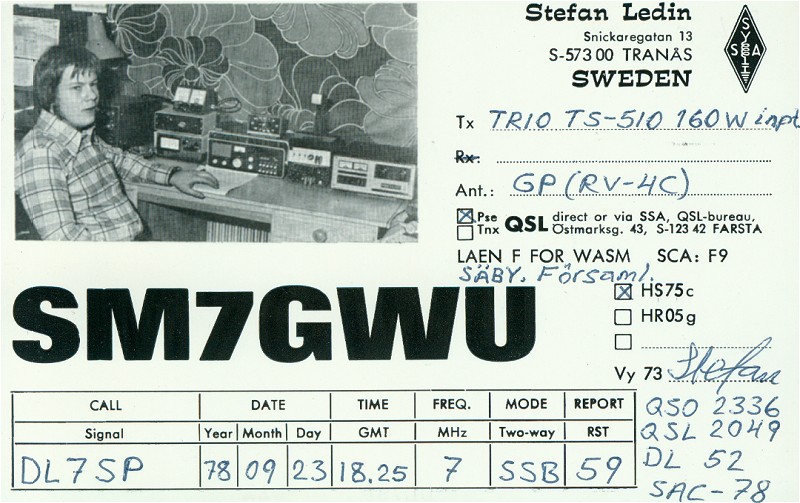 Stefan Ledin
Snickaregatan 13
S-573 00 TRANÅS
SWEDEN
SSA
Tx TRIO TS-510 160W inpt
Rx:
Ant.: GP (RV-4C)
Pse
Tnx
QSL direct or via SSA, QSL-bureau,
Östmarksg. 43, S-123 42 FARSTA
LAEN F FOR WASM SCA: F9
SÄBY. Församl.
HS75c
HR05g
SM7GWU
Vy 73 Stefan
CALL DATE TIME FREQ. MODE REPORT
Signal Year Month Day GMT MHz Two-way RST
DL7SP 78 09 23 18.25 7 SSB 59
QSO 2336
QSL 2049
DL 52
SAC-78